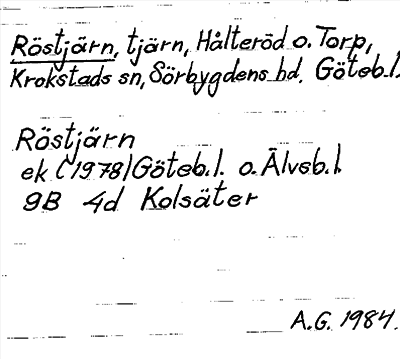 Röstjärn, tjärn, Hålteröd o. Torp,
Krokstads sn, Sörbygdens hd. Göteb.l.
Röstjärn
ek (1978) Göteb.l. o. Älvsb.l.
9B 4d Kolsäter
A.G. 1984.